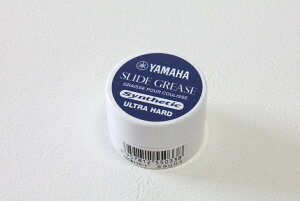 YAMAHA
SLIDE GREASE
GRAISSE POUR COULISSE
Synthetic
ULTRA HARD